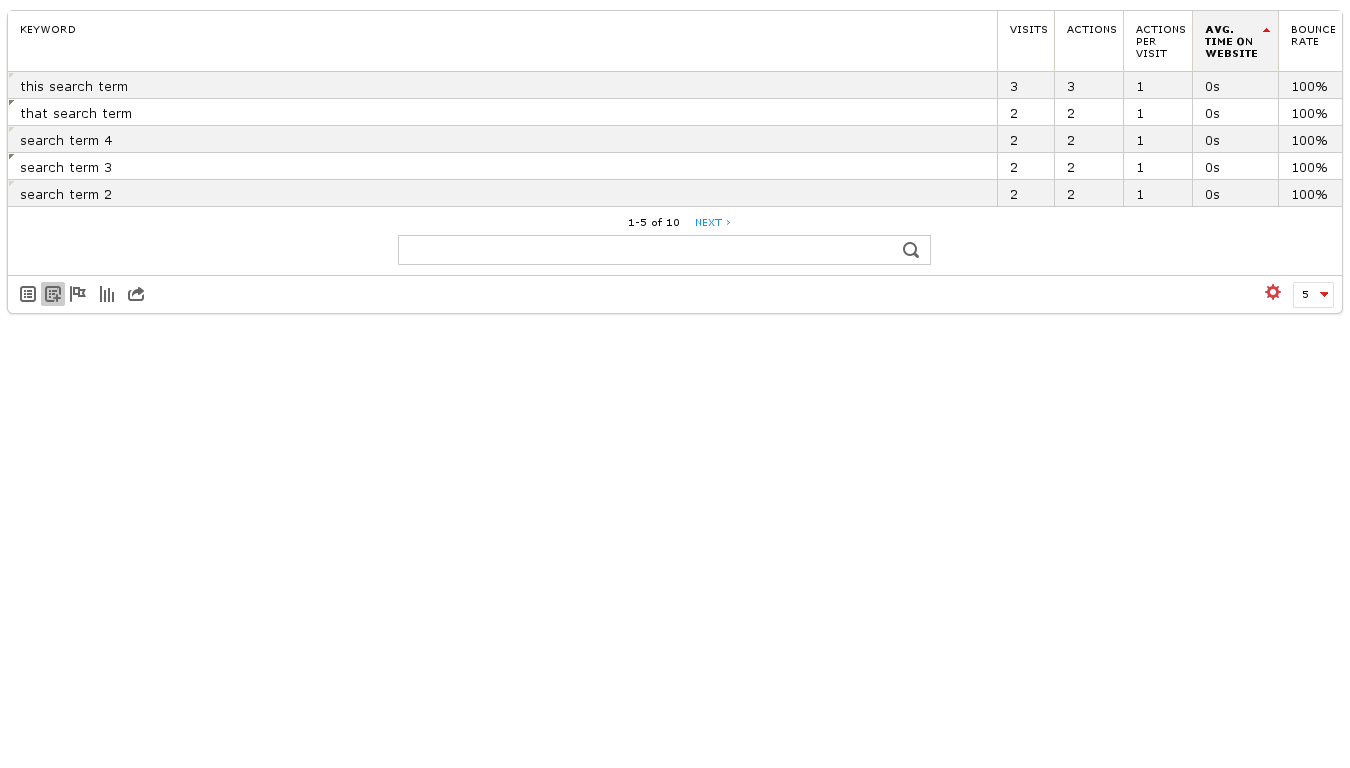 KEYWORD VISITS ACTIONS ACTIONS PER VISIT AVG. TIME ON WEBSITE BOUNCE RATE
this search term 3 3 1 0s 100%
that search term 2 2 1 0s 100%
search term 4 2 2 1 0s 100%
search term 3 2 2 1 0s 100%
search term 2 2 2 1 0s 100%
1-5 of 10 NEXT ›
5